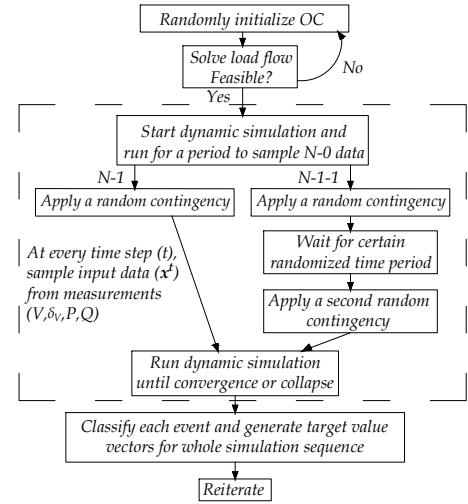 Randomly initialize OC
Solve load flow
Feasible?
No
Yes
Start dynamic simulation and
run for a period to sample N-0 data
N-1
N-1-1
Apply a random contingency
Apply a random contingency
At every time step (t),
sample input data (xᵗ)
from measurements
(V,δᵥ,P,Q)
Wait for certain
randomized time period
Apply a second random
contingency
Run dynamic simulation
until convergence or collapse
Classify each event and generate target value
vectors for whole simulation sequence
Reiterate